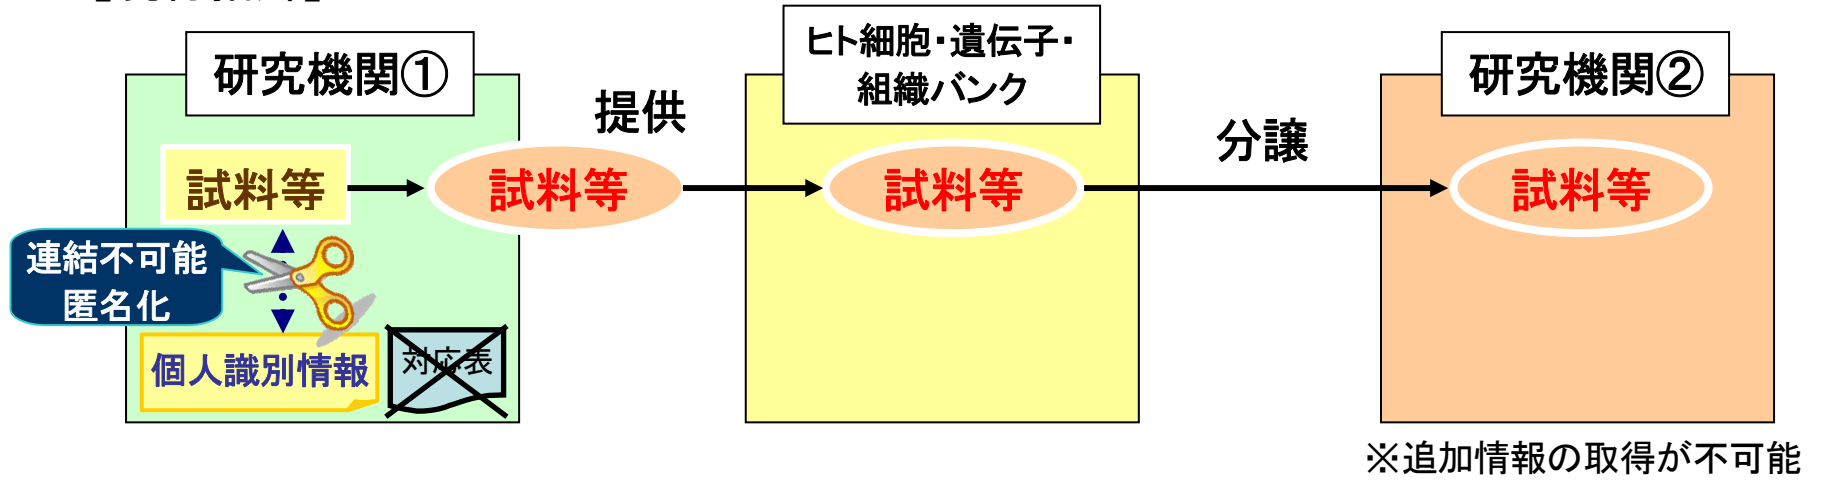 研究機関①
ヒト細胞・遺伝子・
組織バンク
研究機関②
提供
分譲
試料等
試料等
試料等
試料等
連結不可能
匿名化
個人識別情報
対応表
※追加情報の取得が不可能